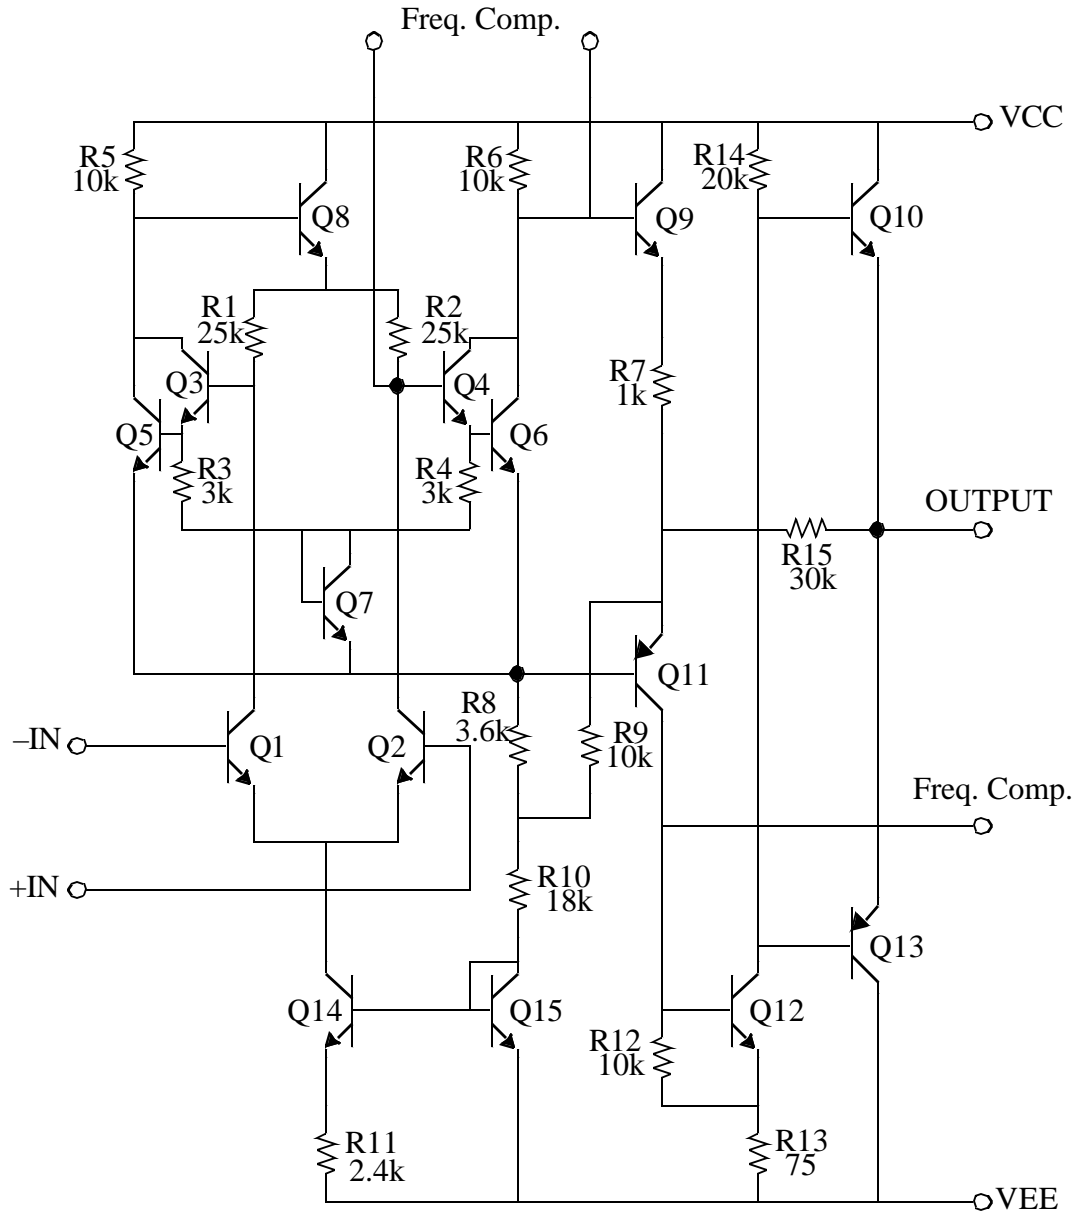 Freq. Comp.
VCC
R5
10k
R6
10k
R14
20k
Q8
Q9
Q10
R1
25k
R2
25k
Q3
Q4
R7
1k
Q5
Q6
R3
3k
R4
3k
OUTPUT
R15
30k
Q7
Q11
R8
3.6k
–IN
Q1
Q2
R9
10k
Freq. Comp.
+IN
R10
18k
Q13
Q14
Q15
Q12
R12
10k
R11
2.4k
R13
75
VEE